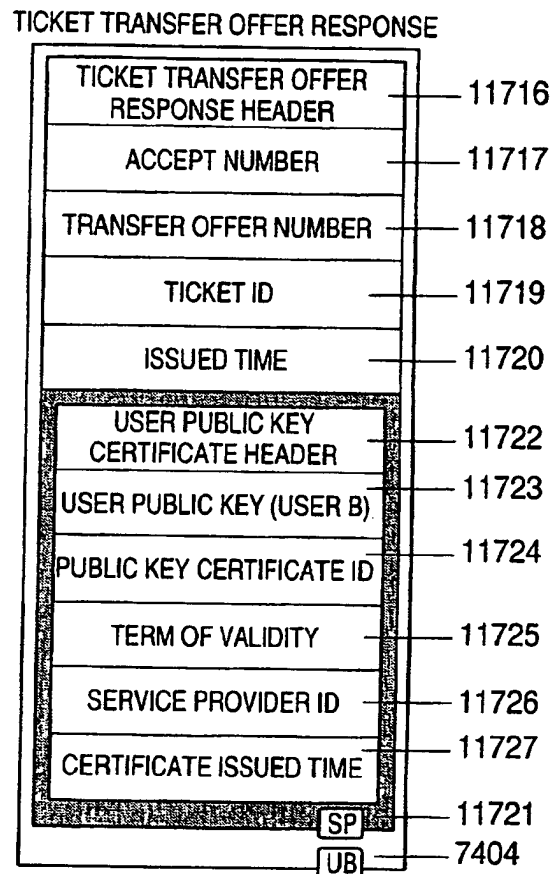 TICKET TRANSFER OFFER RESPONSE
TICKET TRANSFER OFFER
RESPONSE HEADER
11716
ACCEPT NUMBER
11717
TRANSFER OFFER NUMBER
11718
TICKET ID
11719
ISSUED TIME
11720
USER PUBLIC KEY
CERTIFICATE HEADER
11722
USER PUBLIC KEY (USER B)
11723
PUBLIC KEY CERTIFICATE ID
11724
TERM OF VALIDITY
11725
SERVICE PROVIDER ID
11726
CERTIFICATE ISSUED TIME
11727
SP
11721
UB
7404